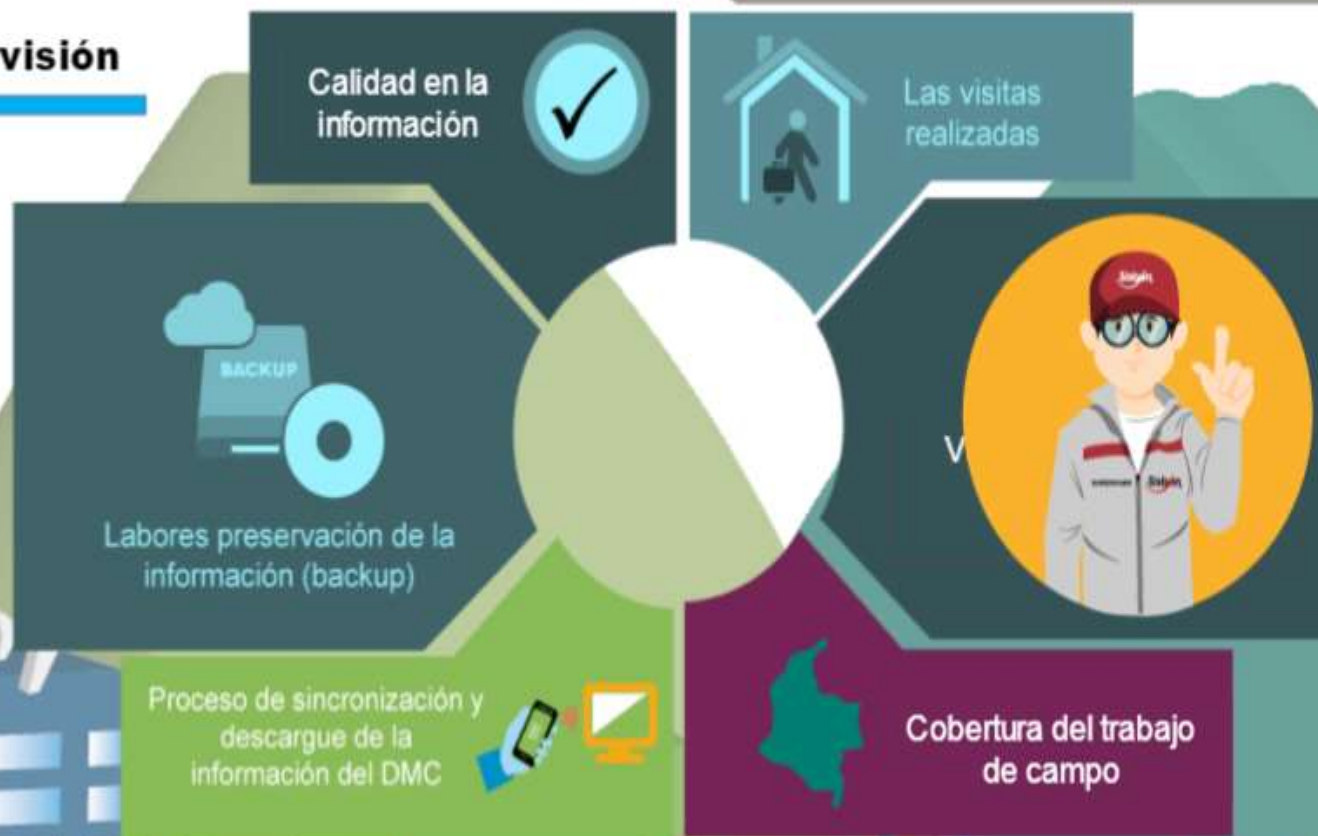 visión
Calidad en la
información
Las visitas
realizadas
BACKUP
Labores preservación de la
información (backup)
V
Proceso de sincronización y
descargue de la
información del DMC
Cobertura del trabajo
de campo